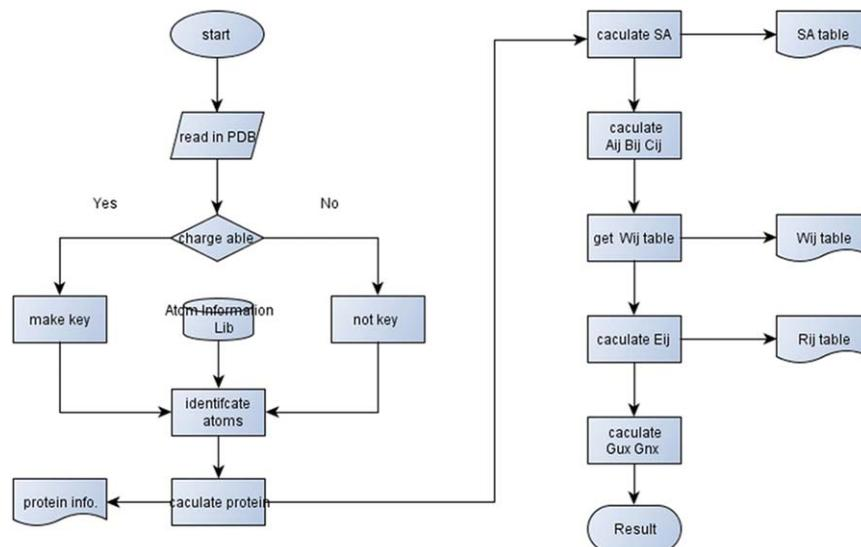 start
read in PDB
Yes
No
charge able
make key
Atom Information
Lib
not key
identifcate
atoms
protein info.
caculate protein
caculate SA
SA table
caculate
Aij Bij Cij
get Wij table
Wij table
caculate Eij
Rij table
caculate
Gux Gnx
Result